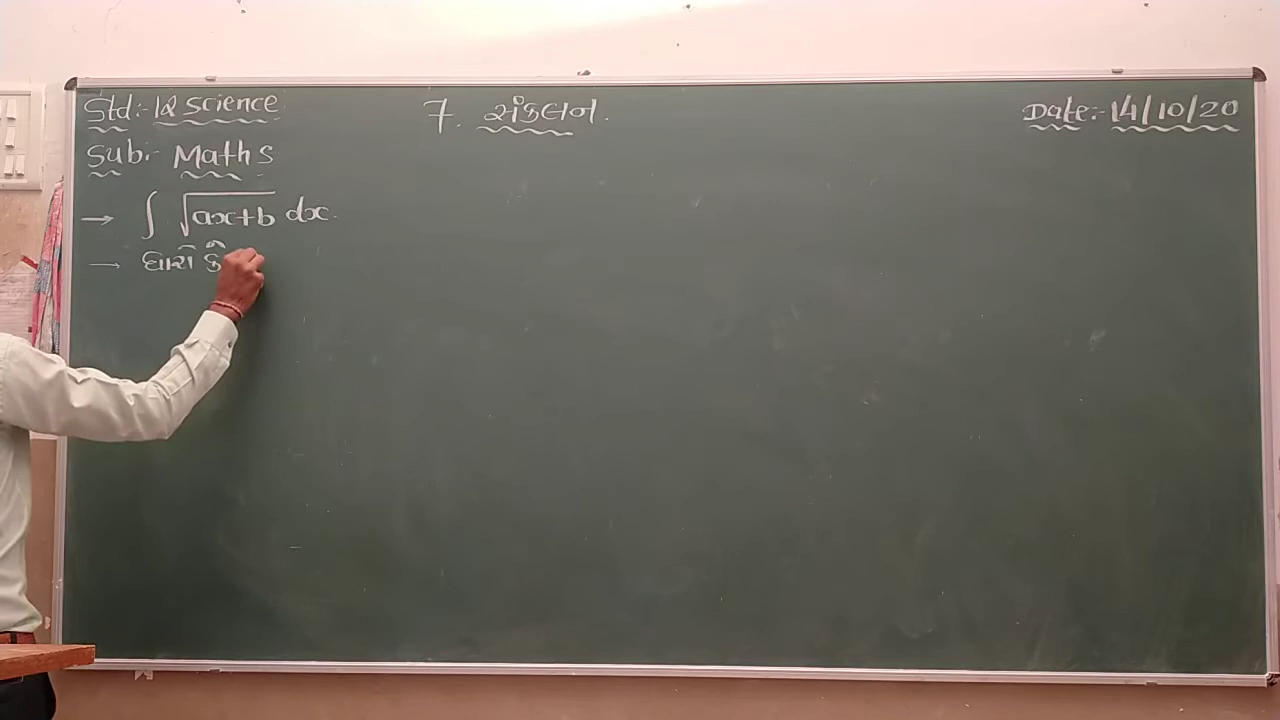 Std:- 12 Science
7. સંકલન.
Date:- 14/10/20
Sub:- Maths
→ ∫ √ax+b dx.
→ ધારો કે